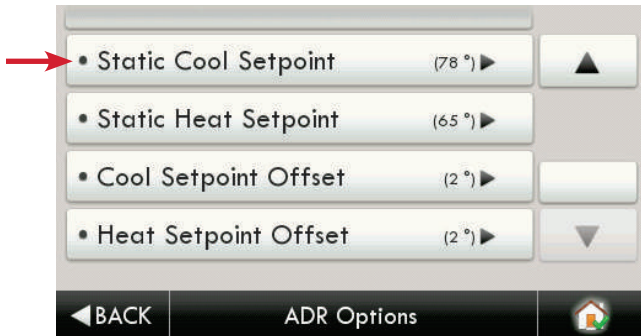 • Static Cool Setpoint (78 °) ▶
• Static Heat Setpoint (65 °) ▶
• Cool Setpoint Offset (2 °) ▶
• Heat Setpoint Offset (2 °) ▶
◀ BACK ADR Options